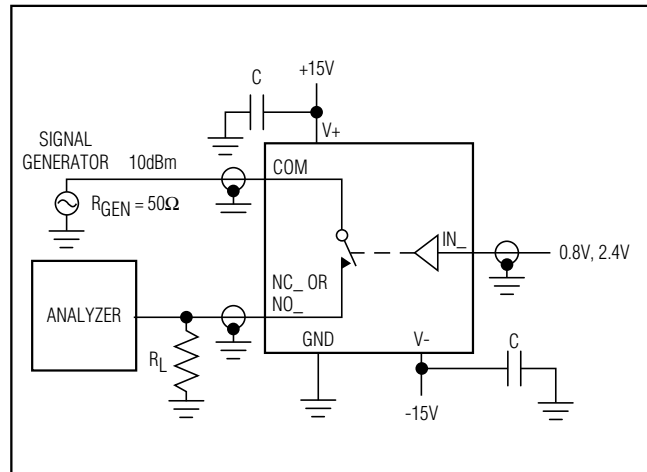 +15V
C
V+
SIGNAL
GENERATOR
10dBm
COM
R_GEN = 50Ω
IN_
0.8V, 2.4V
NC_ OR
NO_
ANALYZER
GND
V-
C
R_L
-15V